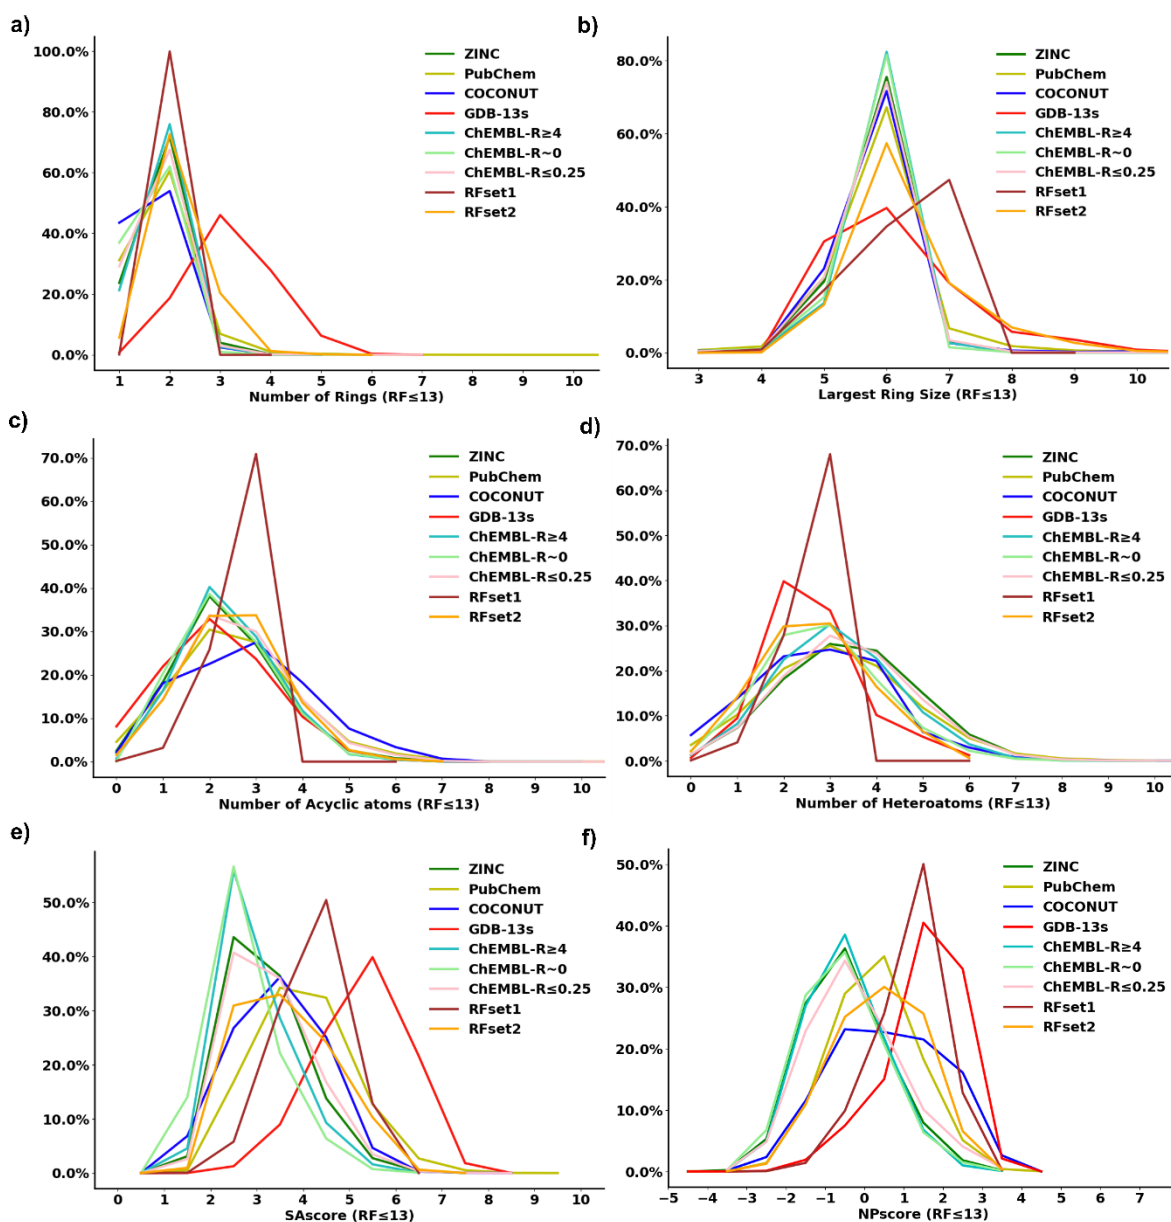 a)
100.0%
80.0%
60.0%
40.0%
20.0%
0.0%
1 2 3 4 5 6 7 8 9 10
Number of Rings (RF≤13)
ZINC
PubChem
COCONUT
GDB-13s
ChEMBL-R≥4
ChEMBL-R~0
ChEMBL-R≤0.25
RFset1
RFset2
b)
80.0%
60.0%
40.0%
20.0%
0.0%
3 4 5 6 7 8 9 10
Largest Ring Size (RF≤13)
ZINC
PubChem
COCONUT
GDB-13s
ChEMBL-R≥4
ChEMBL-R~0
ChEMBL-R≤0.25
RFset1
RFset2
c)
70.0%
60.0%
50.0%
40.0%
30.0%
20.0%
10.0%
0.0%
0 1 2 3 4 5 6 7 8 9 10
Number of Acyclic atoms (RF≤13)
ZINC
PubChem
COCONUT
GDB-13s
ChEMBL-R≥4
ChEMBL-R~0
ChEMBL-R≤0.25
RFset1
RFset2
d)
70.0%
60.0%
50.0%
40.0%
30.0%
20.0%
10.0%
0.0%
0 1 2 3 4 5 6 7 8 9 10
Number of Heteroatoms (RF≤13)
ZINC
PubChem
COCONUT
GDB-13s
ChEMBL-R≥4
ChEMBL-R~0
ChEMBL-R≤0.25
RFset1
RFset2
e)
50.0%
40.0%
30.0%
20.0%
10.0%
0.0%
0 1 2 3 4 5 6 7 8 9 10
SAscore (RF≤13)
ZINC
PubChem
COCONUT
GDB-13s
ChEMBL-R≥4
ChEMBL-R~0
ChEMBL-R≤0.25
RFset1
RFset2
f)
50.0%
40.0%
30.0%
20.0%
10.0%
0.0%
−5 −4 −3 −2 −1 0 1 2 3 4 5 6 7
NPscore (RF≤13)
ZINC
PubChem
COCONUT
GDB-13s
ChEMBL-R≥4
ChEMBL-R~0
ChEMBL-R≤0.25
RFset1
RFset2